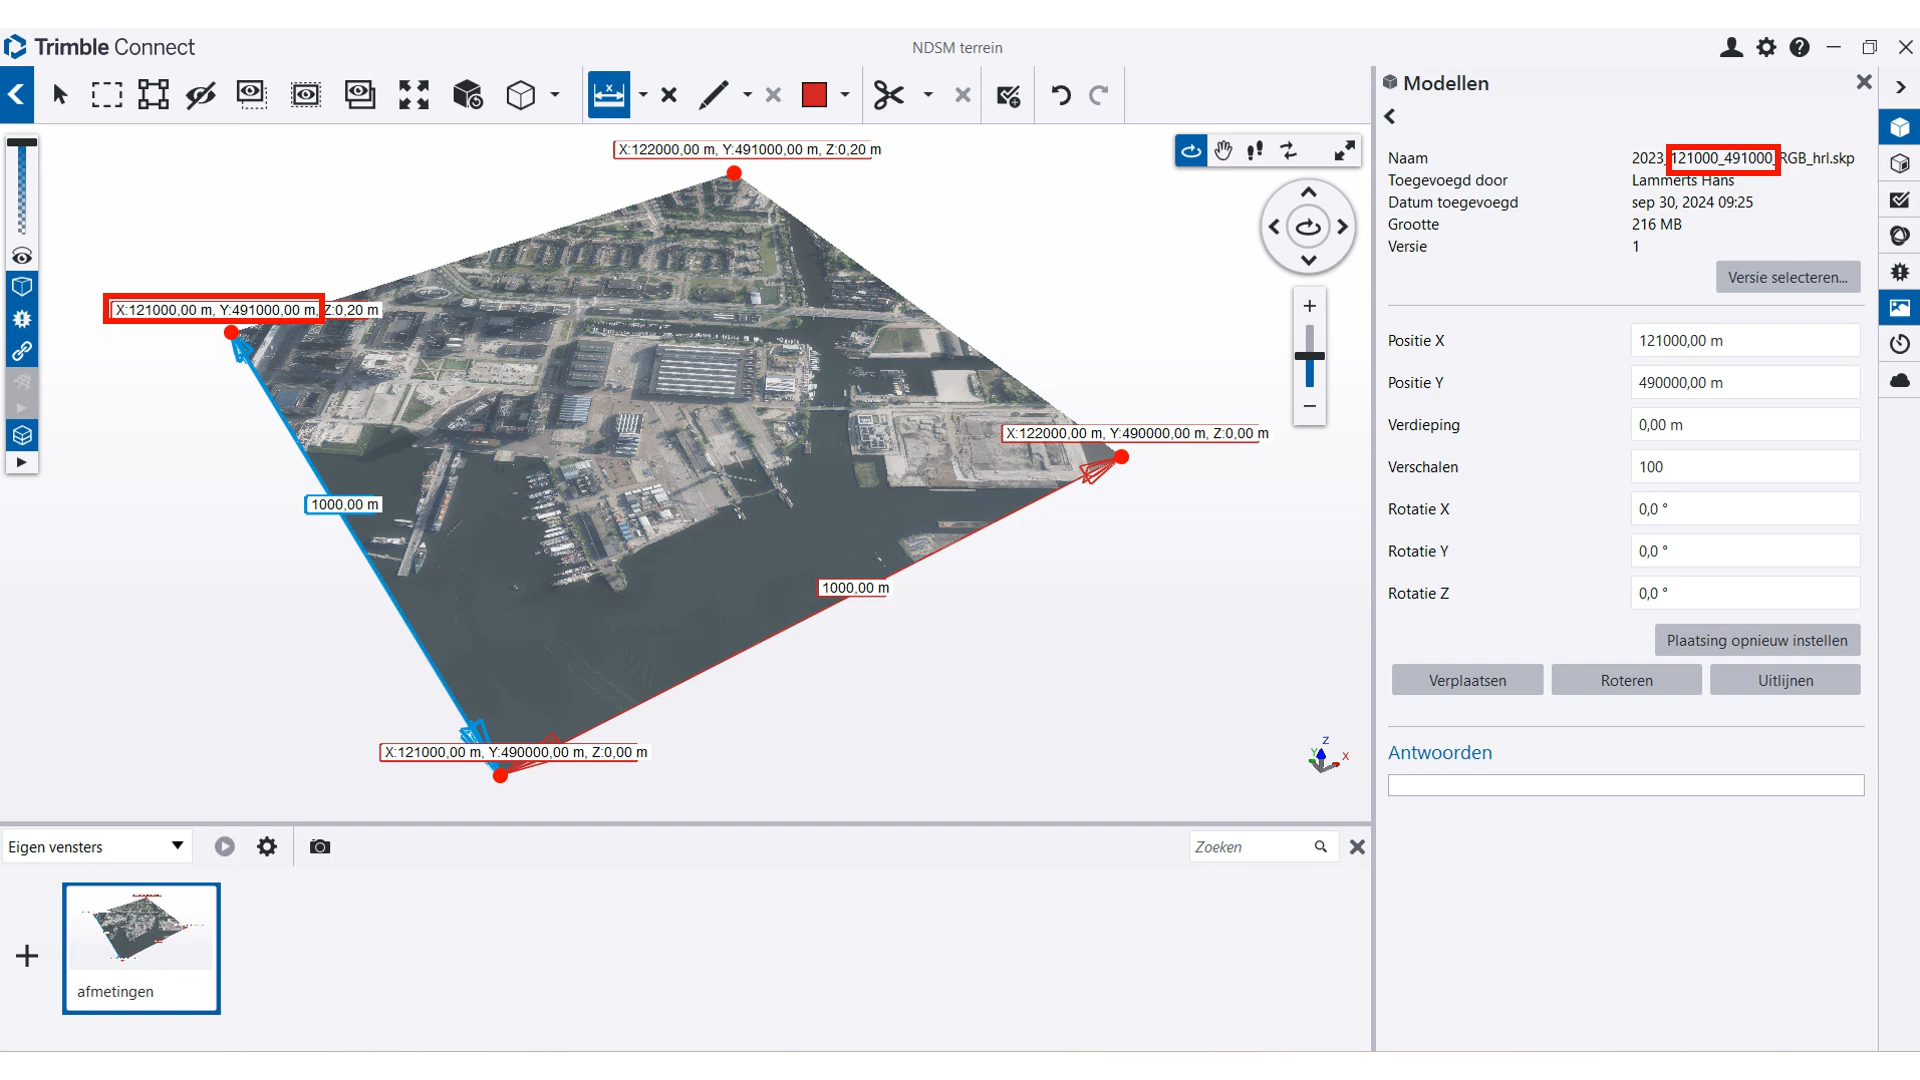 Trimble Connect
NDSM terrein
Modellen
X:122000,00 m, Y:491000,00 m, Z:0,20 m
Naam 2023_121000_491000_RGB_hrl.skp
Toegevoegd door Lammerts Hans
Datum toegevoegd sep 30, 2024 09:25
Grootte 216 MB
Versie 1
Versie selecteren...
X:121000,00 m, Y:491000,00 m, Z:0,20 m
Positie X 121000,00 m
Positie Y 490000,00 m
Verdieping 0,00 m
X:122000,00 m, Y:490000,00 m, Z:0,00 m
Verschalen 100
1000,00 m
Rotatie X 0,0 °
Rotatie Y 0,0 °
1000,00 m
Rotatie Z 0,0 °
Plaatsing opnieuw instellen
Verplaatsen Roteren Uitlijnen
X:121000,00 m, Y:490000,00 m, Z:0,00 m
Z
Y X
Antwoorden
Eigen vensters
Zoeken
afmetingen